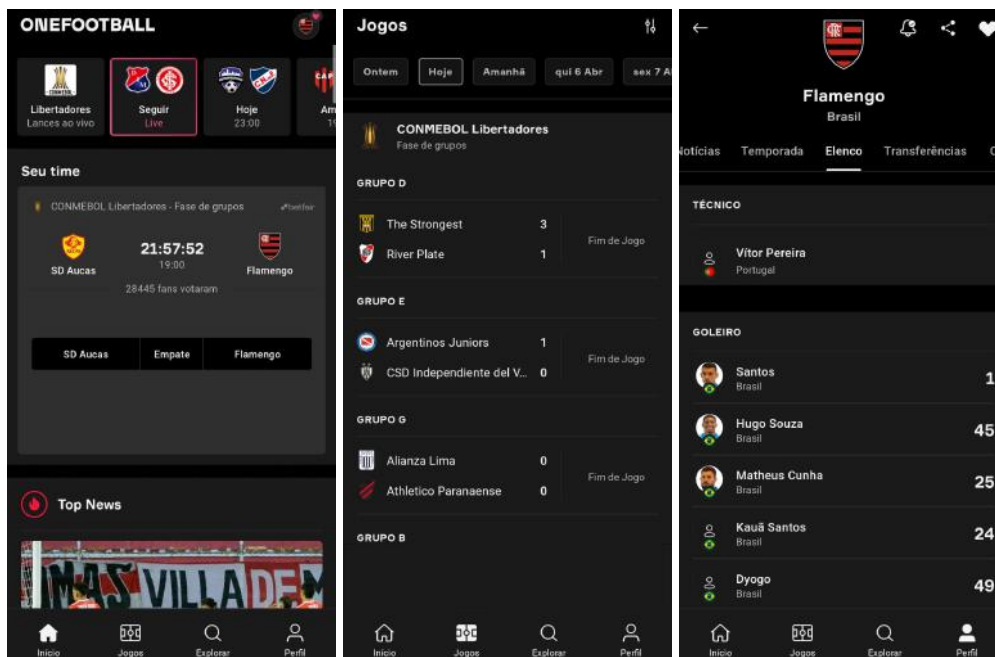 ONEFOOTBALL
Libertadores
Lances ao vivo
Seguir
Live
Hoje
23:00
Seu time
CONMEBOL Libertadores - Fase de grupos
betfair
SD Aucas
21:57:52
19:00
Flamengo
28445 fans votaram
SD Aucas
Empate
Flamengo
Top News
MAS VILLA DE M
Início
Jogos
Explorar
Perfil
Jogos
Ontem
Hoje
Amanhã
qui 6 Abr
sex 7 A
CONMEBOL Libertadores
Fase de grupos
GRUPO D
The Strongest 3
River Plate 1
Fim de Jogo
GRUPO E
Argentinos Juniors 1
CSD Independiente del V... 0
Fim de Jogo
GRUPO G
Alianza Lima 0
Athletico Paranaense 0
Fim de Jogo
GRUPO B
Início
Jogos
Explorar
Perfil
Flamengo
Brasil
Notícias
Temporada
Elenco
Transferências
TÉCNICO
Vítor Pereira
Portugal
GOLEIRO
Santos 1
Brasil
Hugo Souza 45
Brasil
Matheus Cunha 25
Brasil
Kauã Santos 24
Brasil
Dyogo 49
Brasil
Início
Jogos
Explorar
Perfil